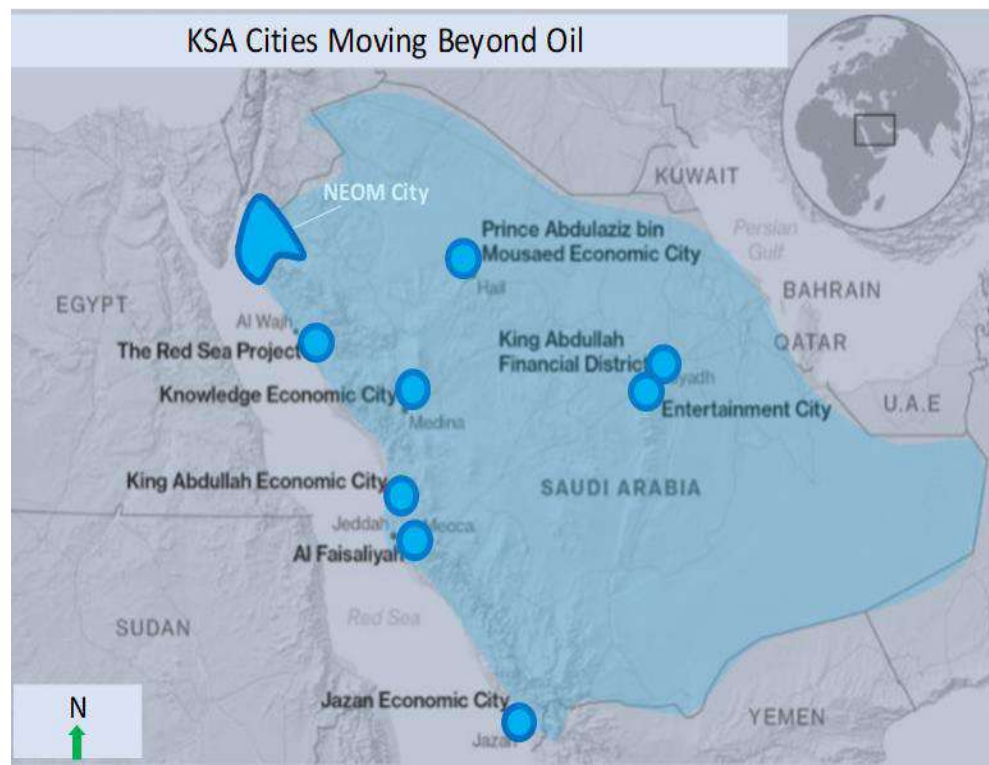 KSA Cities Moving Beyond Oil
KUWAIT
NEOM City
Prince Abdulaziz bin
Mousaed Economic City
Persian
Gulf
Hail
BAHRAIN
EGYPT
Al Wajh
The Red Sea Project
King Abdullah
Financial District
QATAR
Riyadh
Knowledge Economic City
Medina
Entertainment City
U.A.E
King Abdullah Economic City
SAUDI ARABIA
Jeddah
Mecca
Al Faisaliyah
Red Sea
SUDAN
Jazan Economic City
Jazan
YEMEN
N